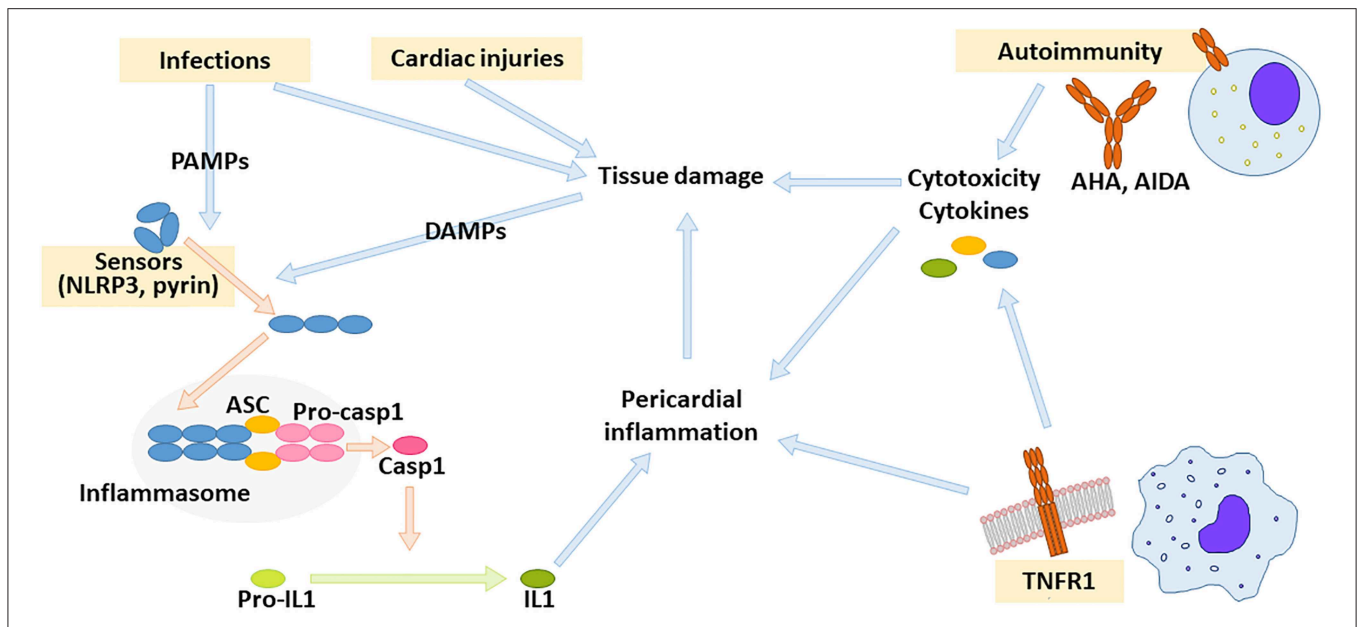 Infections
Cardiac injuries
Autoimmunity
PAMPs
Tissue damage
Cytotoxicity
Cytokines
AHA, AIDA
DAMPs
Sensors
(NLRP3, pyrin)
ASC
Pro-casp1
Casp1
Inflammasome
Pericardial
inflammation
Pro-IL1
IL1
TNFR1